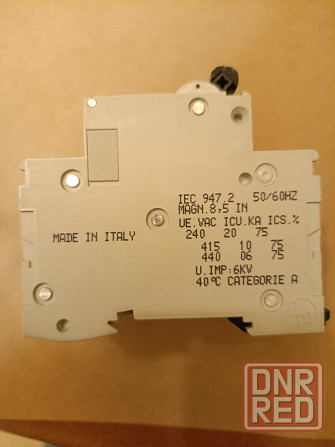 IEC 947.2 50/60HZ
MAGN.8,5 IN
UE.VAC ICU.KA ICS.%
240 20 75
415 10 75
440 06 75
U.IMP:6KV
40°C CATEGORIE A
MADE IN ITALY
DNR
RED